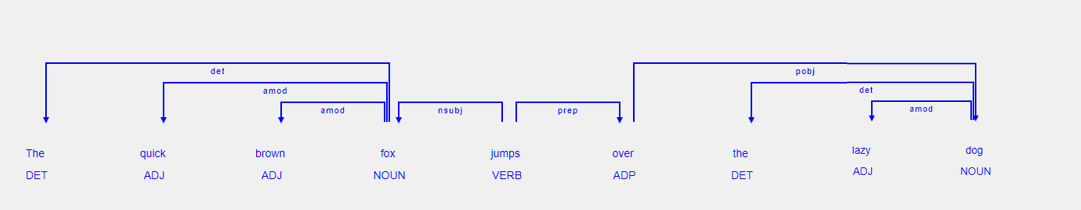 det
pobj
amod
det
amod
nsubj
prep
amod
The quick brown fox jumps over the lazy dog
DET ADJ ADJ NOUN VERB ADP DET ADJ NOUN